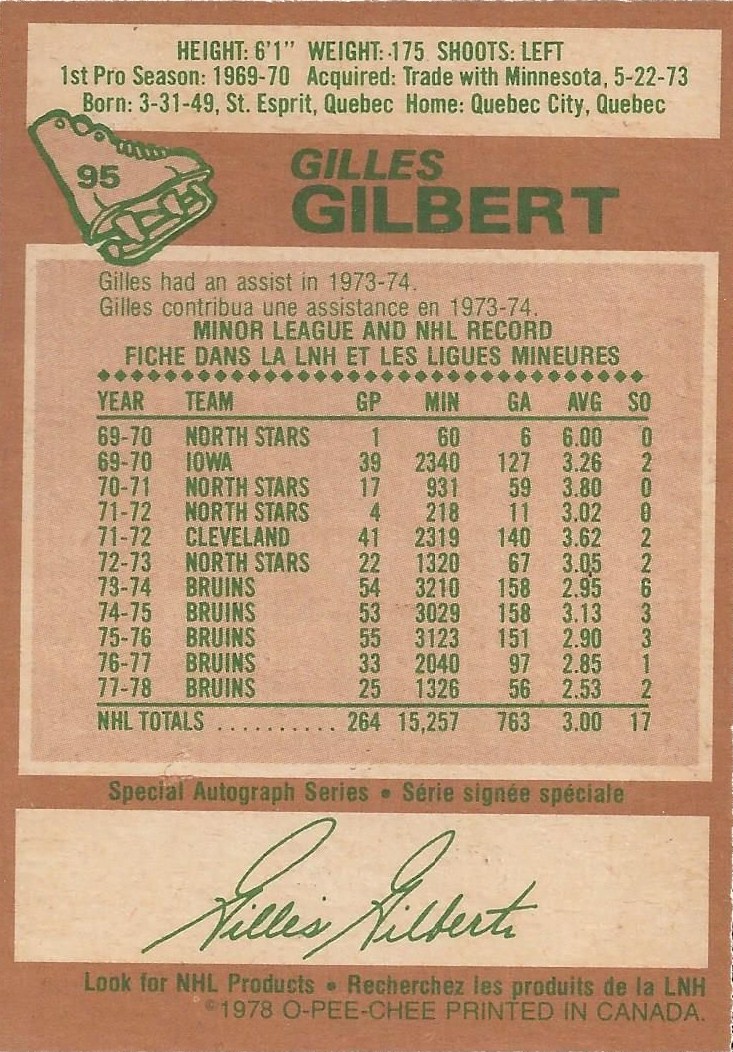 HEIGHT: 6'1" WEIGHT: 175 SHOOTS: LEFT
1st Pro Season: 1969-70 Acquired: Trade with Minnesota, 5-22-73
Born: 3-31-49, St. Esprit, Quebec Home: Quebec City, Quebec
95
GILLES
GILBERT
Gilles had an assist in 1973-74.
Gilles contribua une assistance en 1973-74.
MINOR LEAGUE AND NHL RECORD
FICHE DANS LA LNH ET LES LIGUES MINEURES
YEAR TEAM GP MIN GA AVG SO
69-70 NORTH STARS 1 60 6 6.00 0
69-70 IOWA 39 2340 127 3.26 2
70-71 NORTH STARS 17 931 59 3.80 0
71-72 NORTH STARS 4 218 11 3.02 0
71-72 CLEVELAND 41 2319 140 3.62 2
72-73 NORTH STARS 22 1320 67 3.05 2
73-74 BRUINS 54 3210 158 2.95 6
74-75 BRUINS 53 3029 158 3.13 3
75-76 BRUINS 55 3123 151 2.90 3
76-77 BRUINS 33 2040 97 2.85 1
77-78 BRUINS 25 1326 56 2.53 2
NHL TOTALS .......... 264 15,257 763 3.00 17
Special Autograph Series • Série signée spéciale
Gilles Gilbert
Look for NHL Products • Recherchez les produits de la LNH
©1978 O-PEE-CHEE PRINTED IN CANADA.